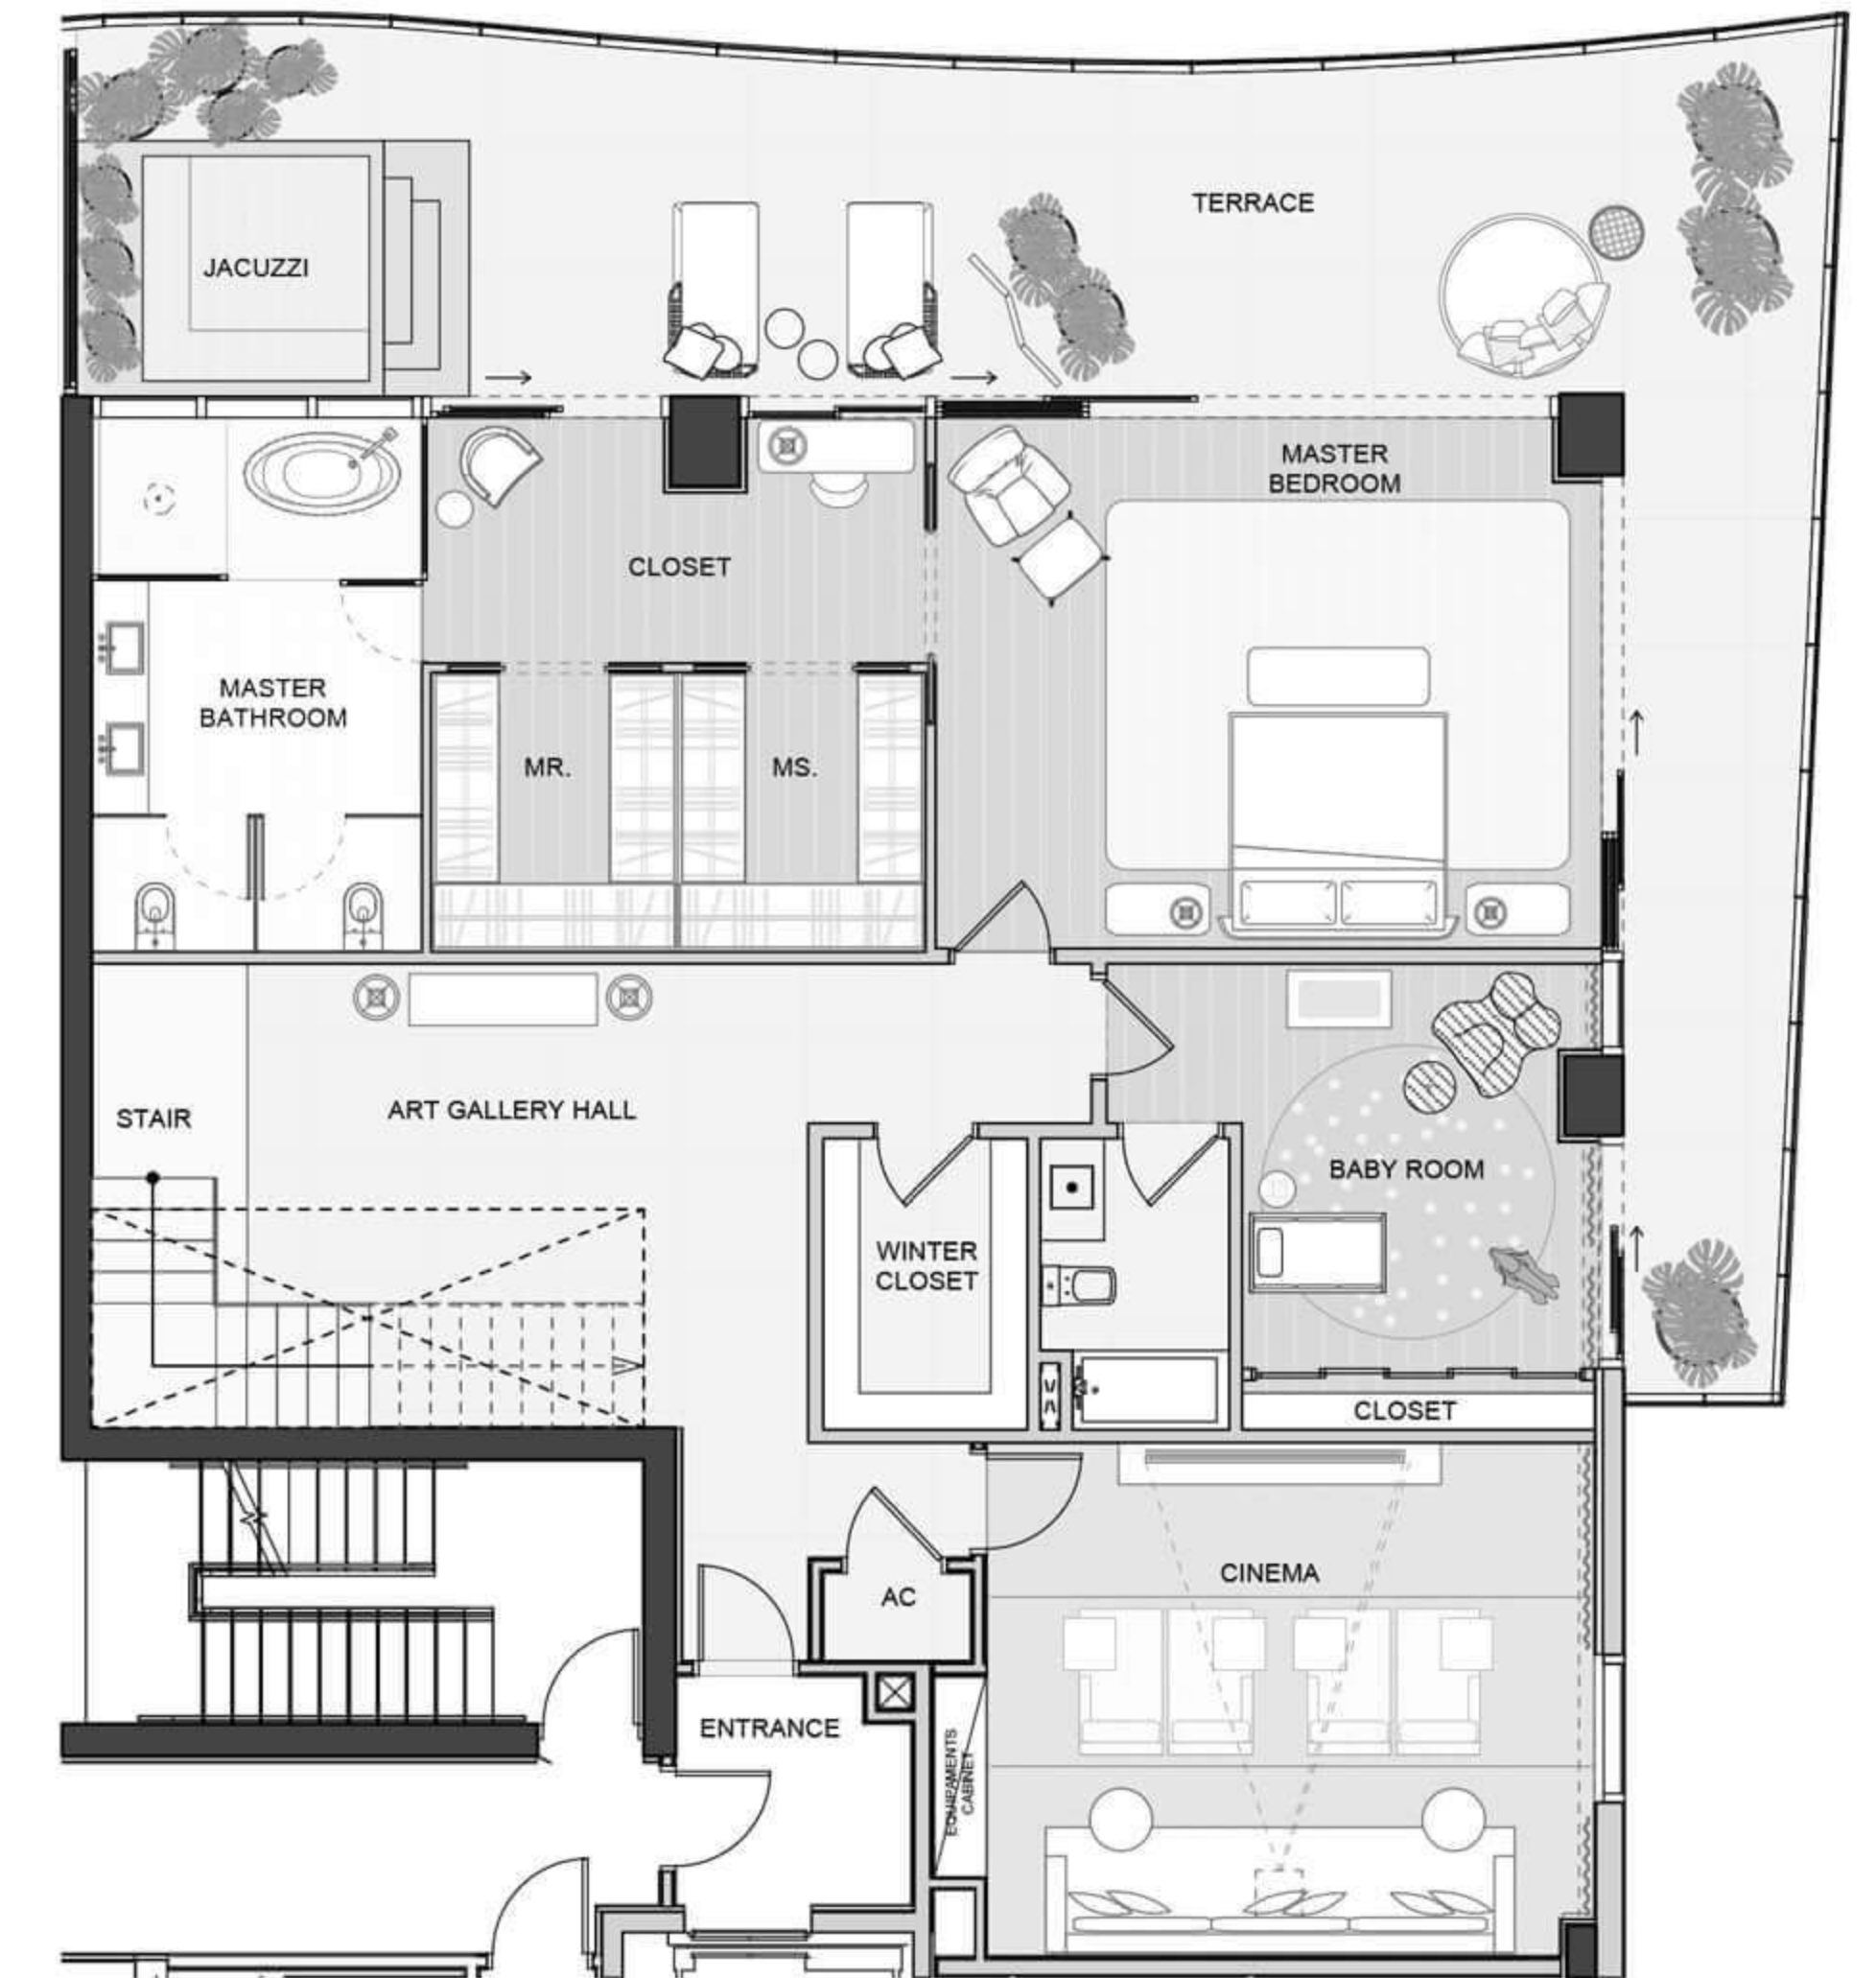 TERRACE
JACUZZI
MASTER
BEDROOM
CLOSET
MASTER
BATHROOM
MR.
MS.
STAIR
ART GALLERY HALL
BABY ROOM
WINTER
CLOSET
CLOSET
CINEMA
AC
ENTRANCE
EQUIPAMENTS
CABINET